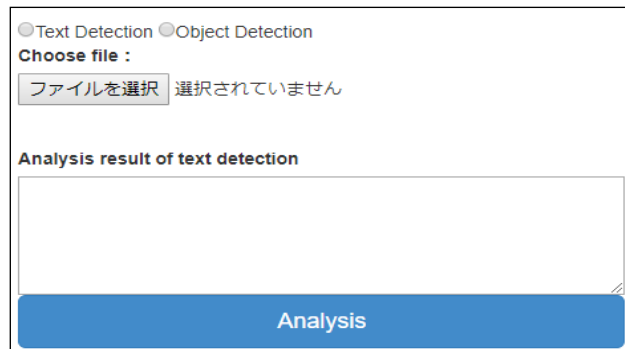 Text Detection Object Detection
Choose file :
ファイルを選択 選択されていません
Analysis result of text detection
Analysis